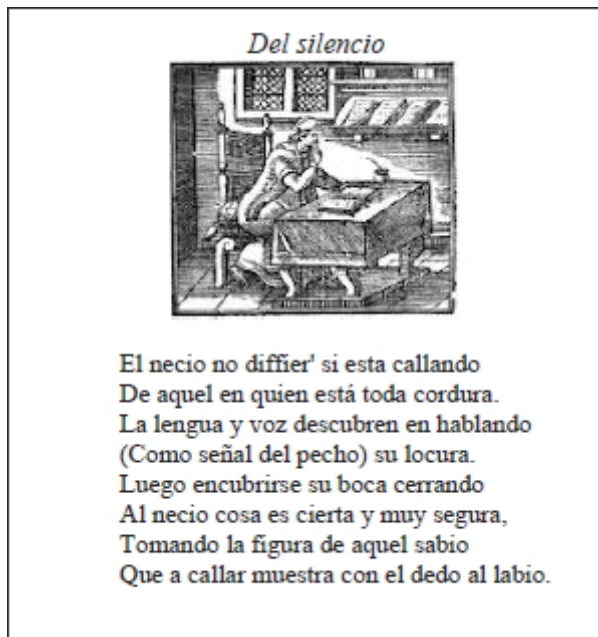 Del silencio
El necio no diffier' si esta callando
De aquel en quien está toda cordura.
La lengua y voz descubren en hablando
(Como señal del pecho) su locura.
Luego encubrirse su boca cerrando
Al necio cosa es cierta y muy segura,
Tomando la figura de aquel sabio
Que a callar muestra con el dedo al labio.